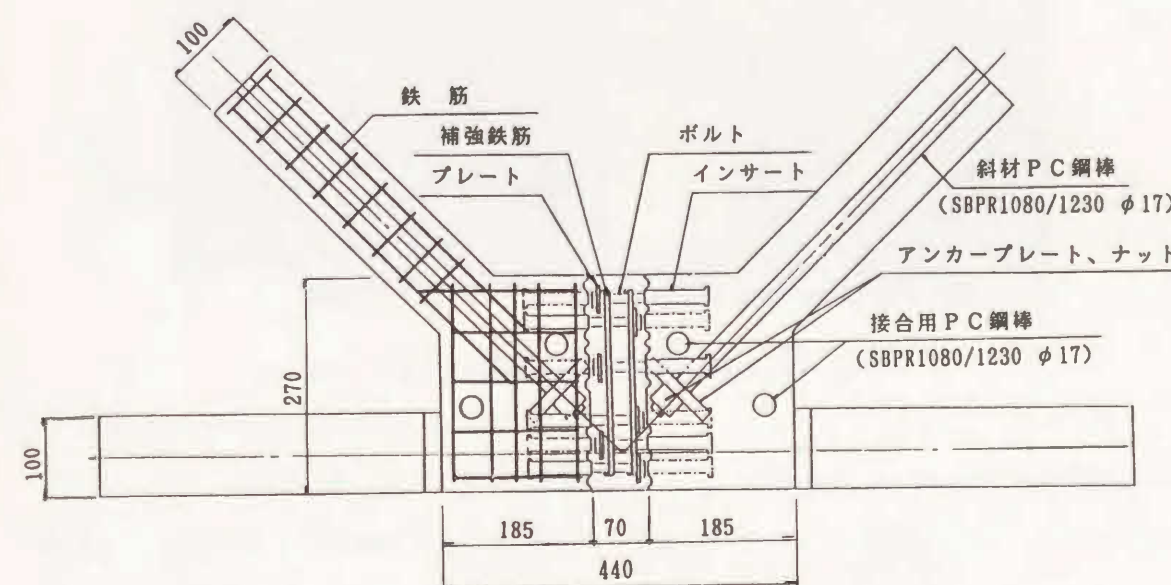 100
鉄 筋
補強鉄筋
プレート
ボルト
インサート
斜材PC鋼棒
(SBPR1080/1230 φ17)
アンカープレート、ナット
接合用PC鋼棒
(SBPR1080/1230 φ17)
270
100
185
70
185
440